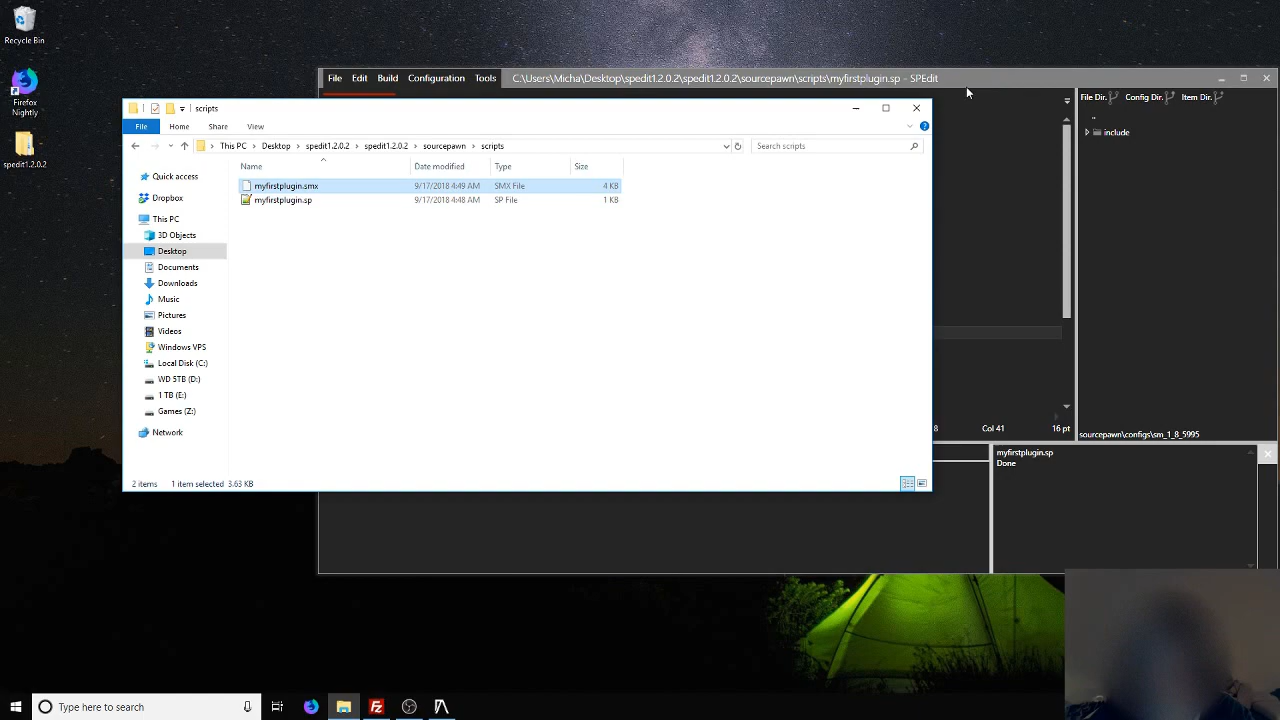 Recycle Bin
Firefox
Nightly
spedit1.2.0.2
File Edit Build Configuration Tools
C:\Users\Micha\Desktop\spedit1.2.0.2\spedit1.2.0.2\sourcepawn\scripts\myfirstplugin.sp - SPEdit
File Dir. Config Dir. Item Dir.
..
include
sourcepawn\configs\sm_1_8_5995
8 Col 41 16 pt
myfirstplugin.sp
Done
scripts
File Home Share View
This PC > Desktop > spedit1.2.0.2 > spedit1.2.0.2 > sourcepawn > scripts
Search scripts
Name Date modified Type Size
myfirstplugin.smx 9/17/2018 4:49 AM SMX File 4 KB
myfirstplugin.sp 9/17/2018 4:48 AM SP File 1 KB
Quick access
Dropbox
This PC
3D Objects
Desktop
Documents
Downloads
Music
Pictures
Videos
Windows VPS
Local Disk (C:)
WD 5TB (D:)
1 TB (E:)
Games (Z:)
Network
2 items 1 item selected 3.63 KB
Type here to search